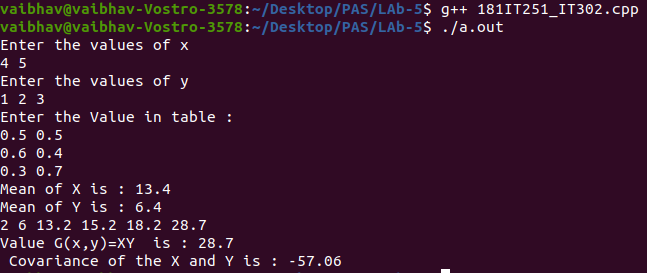 vaibhav@vaibhav-Vostro-3578:~/Desktop/PAS/LAb-5$ g++ 181IT251_IT302.cpp
vaibhav@vaibhav-Vostro-3578:~/Desktop/PAS/LAb-5$ ./a.out
Enter the values of x
4 5
Enter the values of y
1 2 3
Enter the Value in table :
0.5 0.5
0.6 0.4
0.3 0.7
Mean of X is : 13.4
Mean of Y is : 6.4
2 6 13.2 15.2 18.2 28.7
Value G(x,y)=XY  is : 28.7
 Covariance of the X and Y is : -57.06